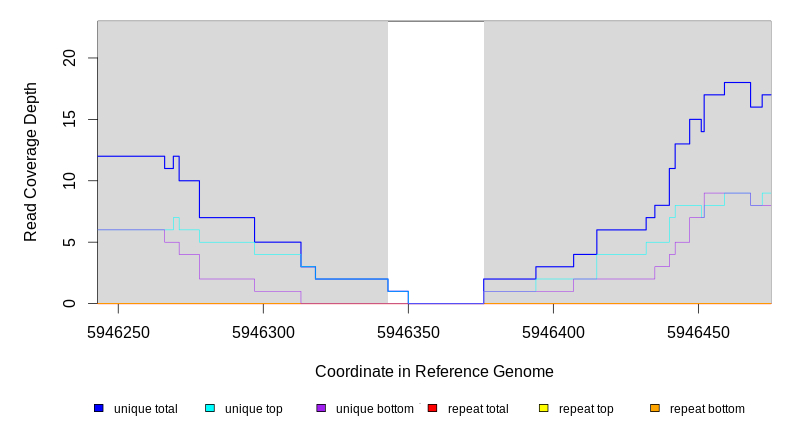 Read Coverage Depth
20
15
10
5
0
5946250 5946300 5946350 5946400 5946450
Coordinate in Reference Genome
unique total unique top unique bottom repeat total repeat top repeat bottom